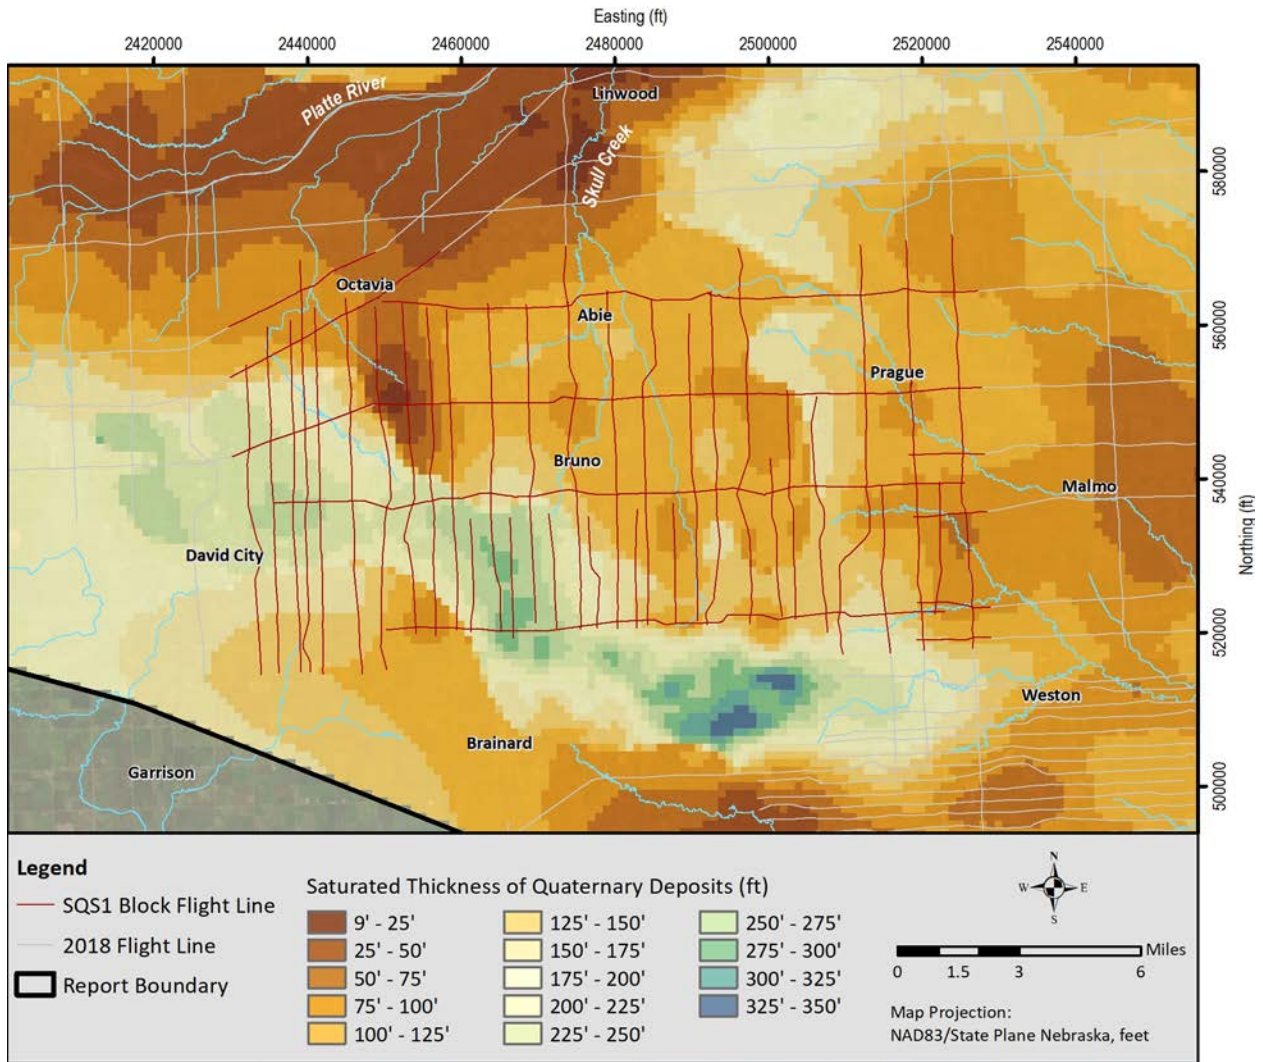 Easting (ft)
2420000 2440000 2460000 2480000 2500000 2520000 2540000
Linwood
Platte River
Skull Creek
580000
Octavia
Abie
560000
Prague
Bruno
540000
Malmo
Northing (ft)
David City
520000
Weston
Brainard
Garrison
500000
Legend
SQS1 Block Flight Line
2018 Flight Line
Report Boundary
Saturated Thickness of Quaternary Deposits (ft)
9' - 25'
25' - 50'
50' - 75'
75' - 100'
100' - 125'
125' - 150'
150' - 175'
175' - 200'
200' - 225'
225' - 250'
250' - 275'
275' - 300'
300' - 325'
325' - 350'
N
W E
S
Miles
0 1.5 3 6
Map Projection:
NAD83/State Plane Nebraska, feet